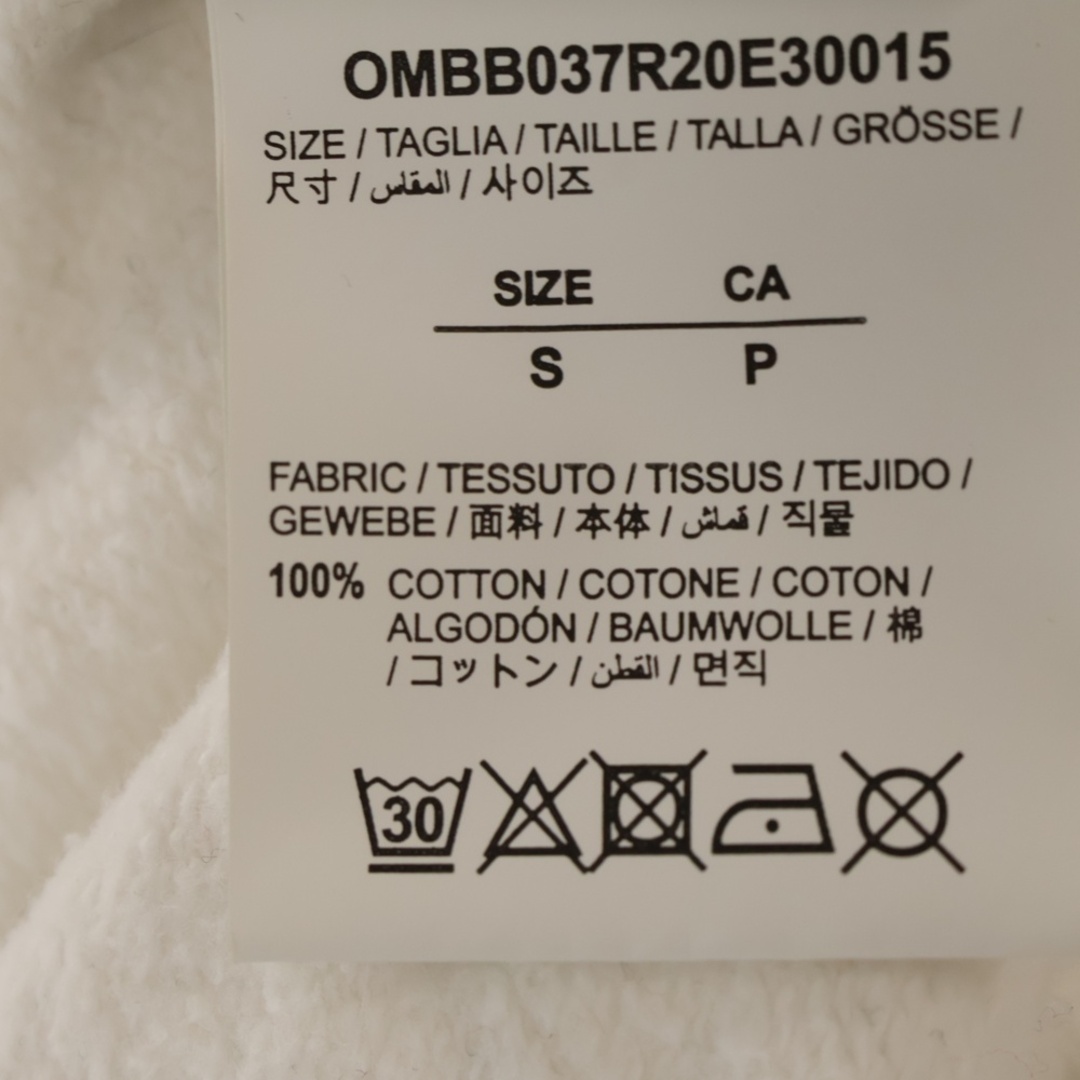 OMBB037R20E30015
SIZE / TAGLIA / TAILLE / TALLA / GRÖSSE /
尺寸 / المقاس / 사이즈
SIZE CA
S P
FABRIC / TESSUTO / TISSUS / TEJIDO /
GEWEBE / 面料 / 本体 / قماش / 직물
100% COTTON / COTONE / COTON /
ALGODÓN / BAUMWOLLE / 棉
/ コットン / القطن / 면직
30